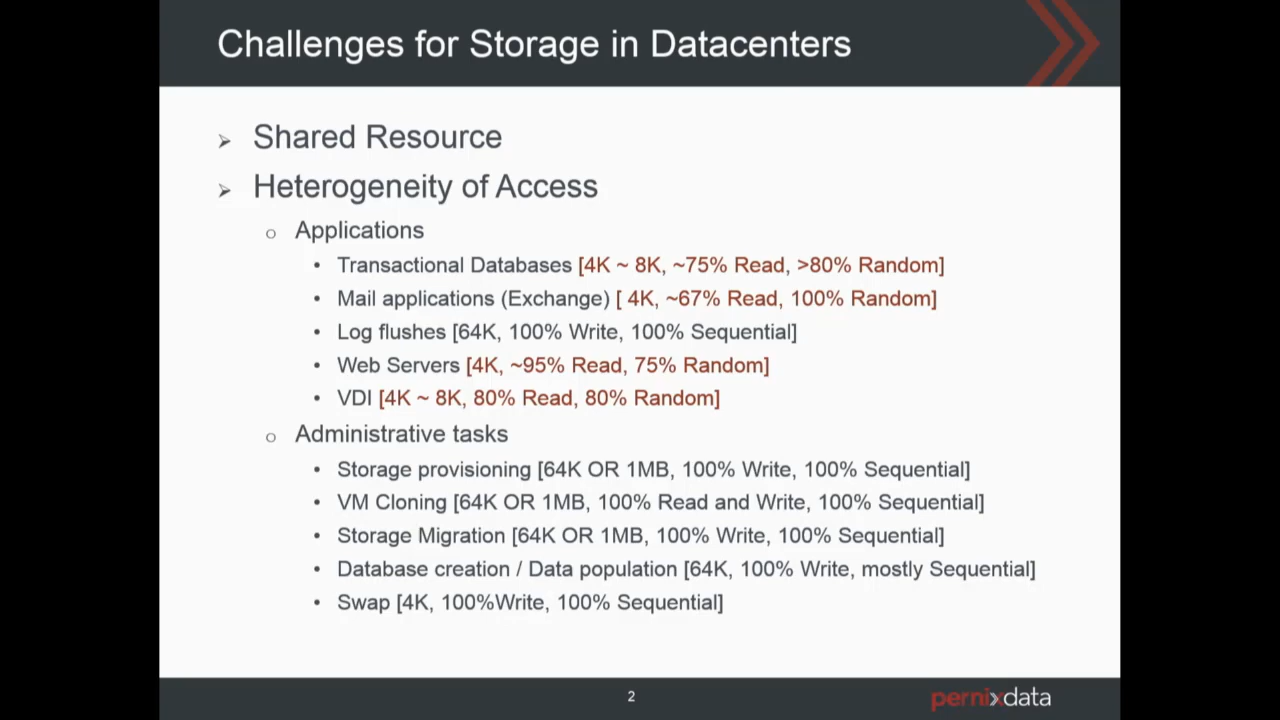 Challenges for Storage in Datacenters
➢ Shared Resource
➢ Heterogeneity of Access
o Applications
• Transactional Databases [4K ~ 8K, ~75% Read, >80% Random]
• Mail applications (Exchange) [ 4K, ~67% Read, 100% Random]
• Log flushes [64K, 100% Write, 100% Sequential]
• Web Servers [4K, ~95% Read, 75% Random]
• VDI [4K ~ 8K, 80% Read, 80% Random]
o Administrative tasks
• Storage provisioning [64K OR 1MB, 100% Write, 100% Sequential]
• VM Cloning [64K OR 1MB, 100% Read and Write, 100% Sequential]
• Storage Migration [64K OR 1MB, 100% Write, 100% Sequential]
• Database creation / Data population [64K, 100% Write, mostly Sequential]
• Swap [4K, 100%Write, 100% Sequential]
2
pernixdata